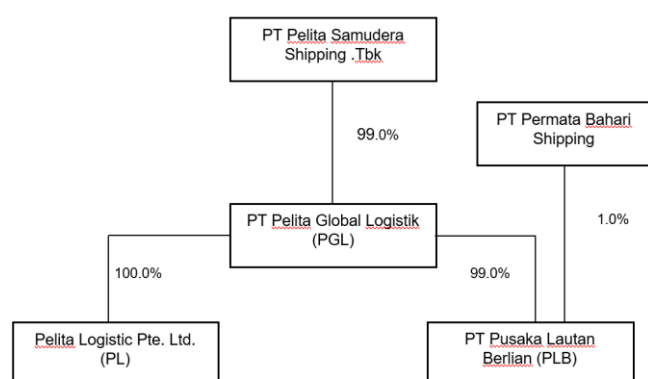 PT Pelita Samudera
Shipping .Tbk
PT Permata Bahari
Shipping
99.0%
1.0%
PT Pelita Global Logistik
(PGL)
100.0%
99.0%
Pelita Logistic Pte. Ltd.
(PL)
PT Pusaka Lautan
Berlian (PLB)